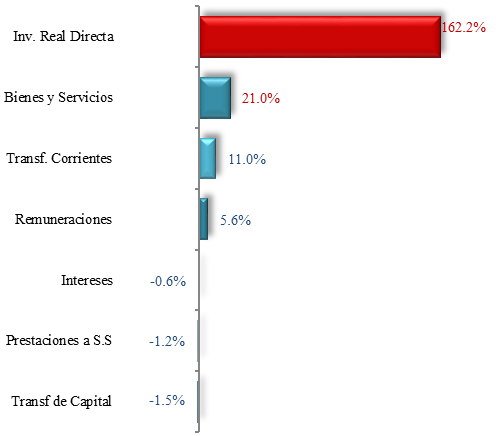 Inv. Real Directa 162.2%
Bienes y Servicios 21.0%
Transf. Corrientes 11.0%
Remuneraciones 5.6%
Intereses -0.6%
Prestaciones a S.S -1.2%
Transf de Capital -1.5%